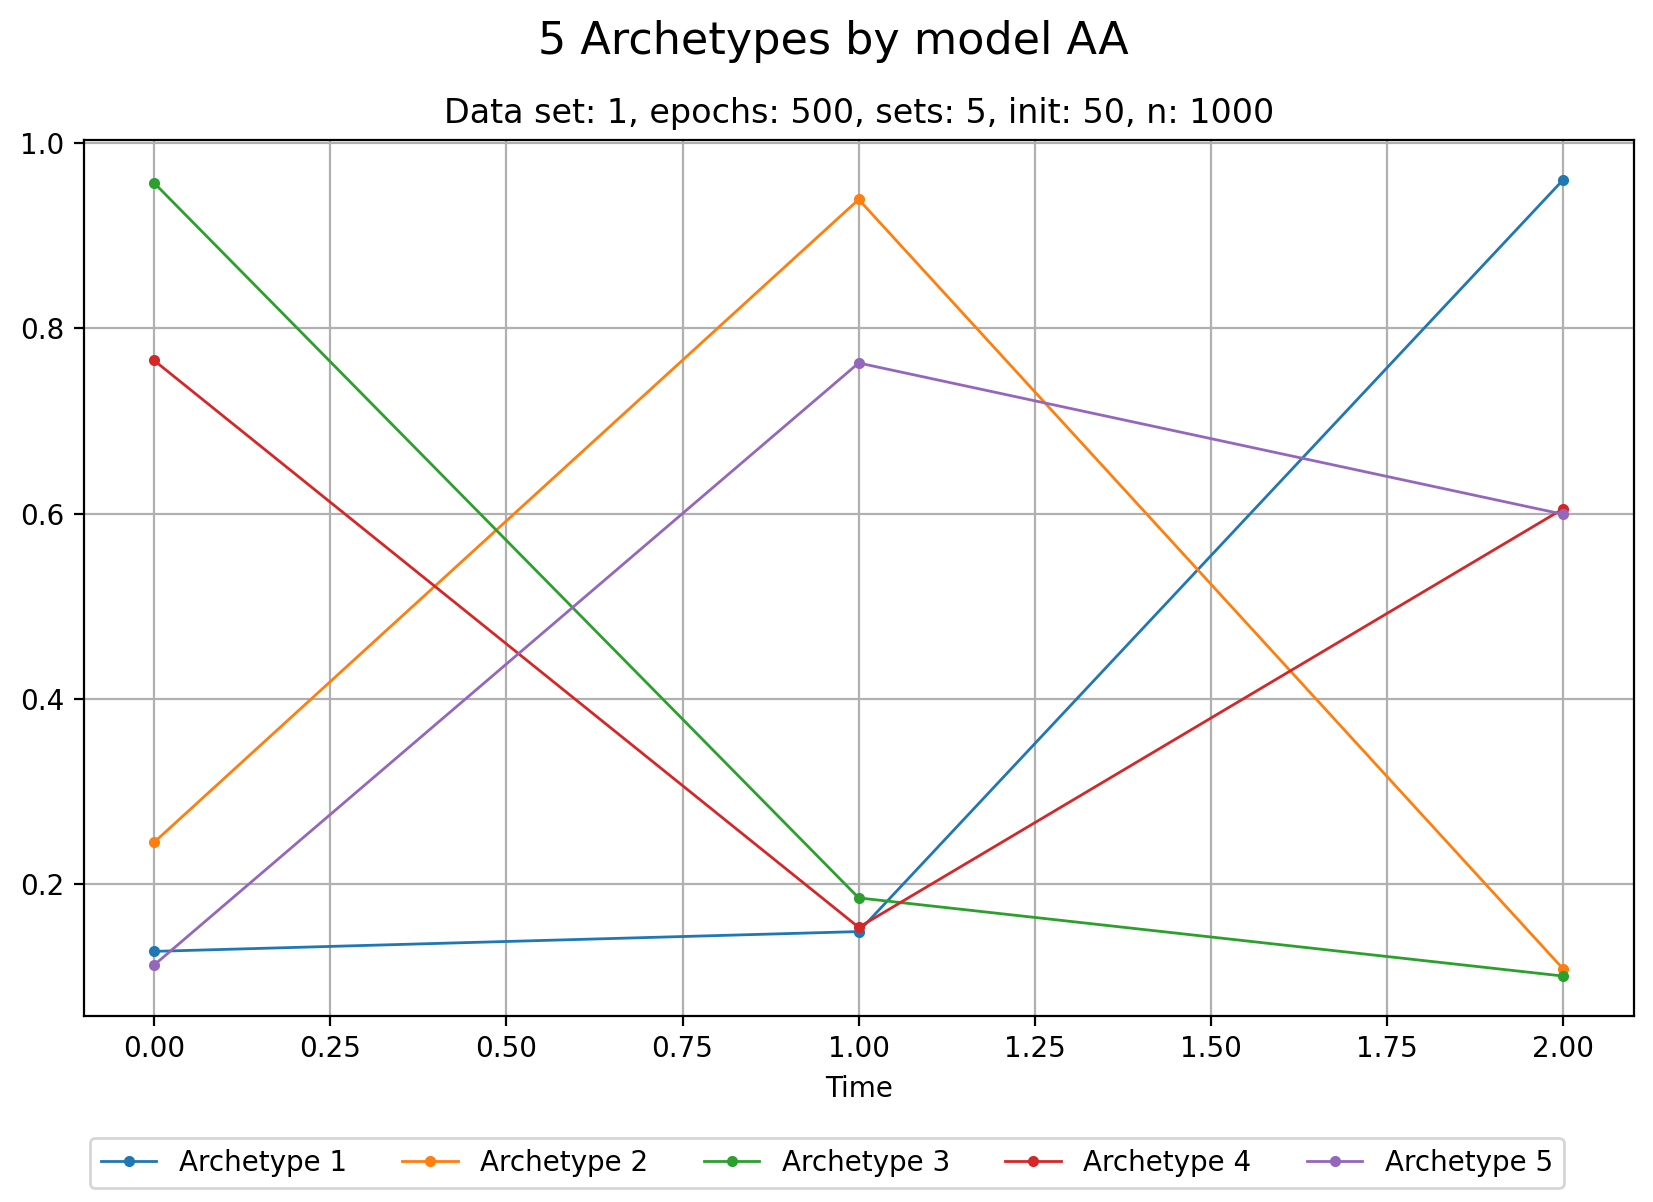 5 Archetypes by model AA
Data set: 1, epochs: 500, sets: 5, init: 50, n: 1000
1.0
0.8
0.6
0.4
0.2
0.00 0.25 0.50 0.75 1.00 1.25 1.50 1.75 2.00
Time
Archetype 1 Archetype 2 Archetype 3 Archetype 4 Archetype 5